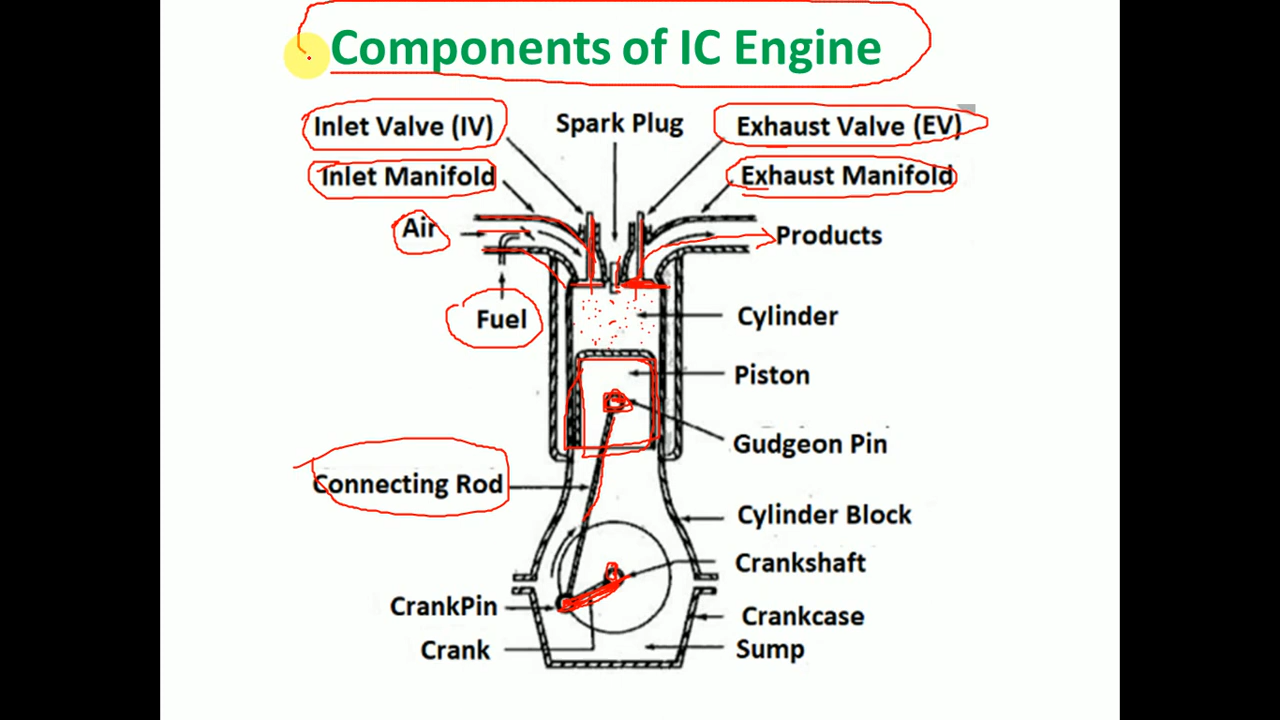 Components of IC Engine
Inlet Valve (IV)
Spark Plug
Exhaust Valve (EV)
Inlet Manifold
Exhaust Manifold
Air
Products
Fuel
Cylinder
Piston
Gudgeon Pin
Connecting Rod
Cylinder Block
Crankshaft
CrankPin
Crankcase
Crank
Sump